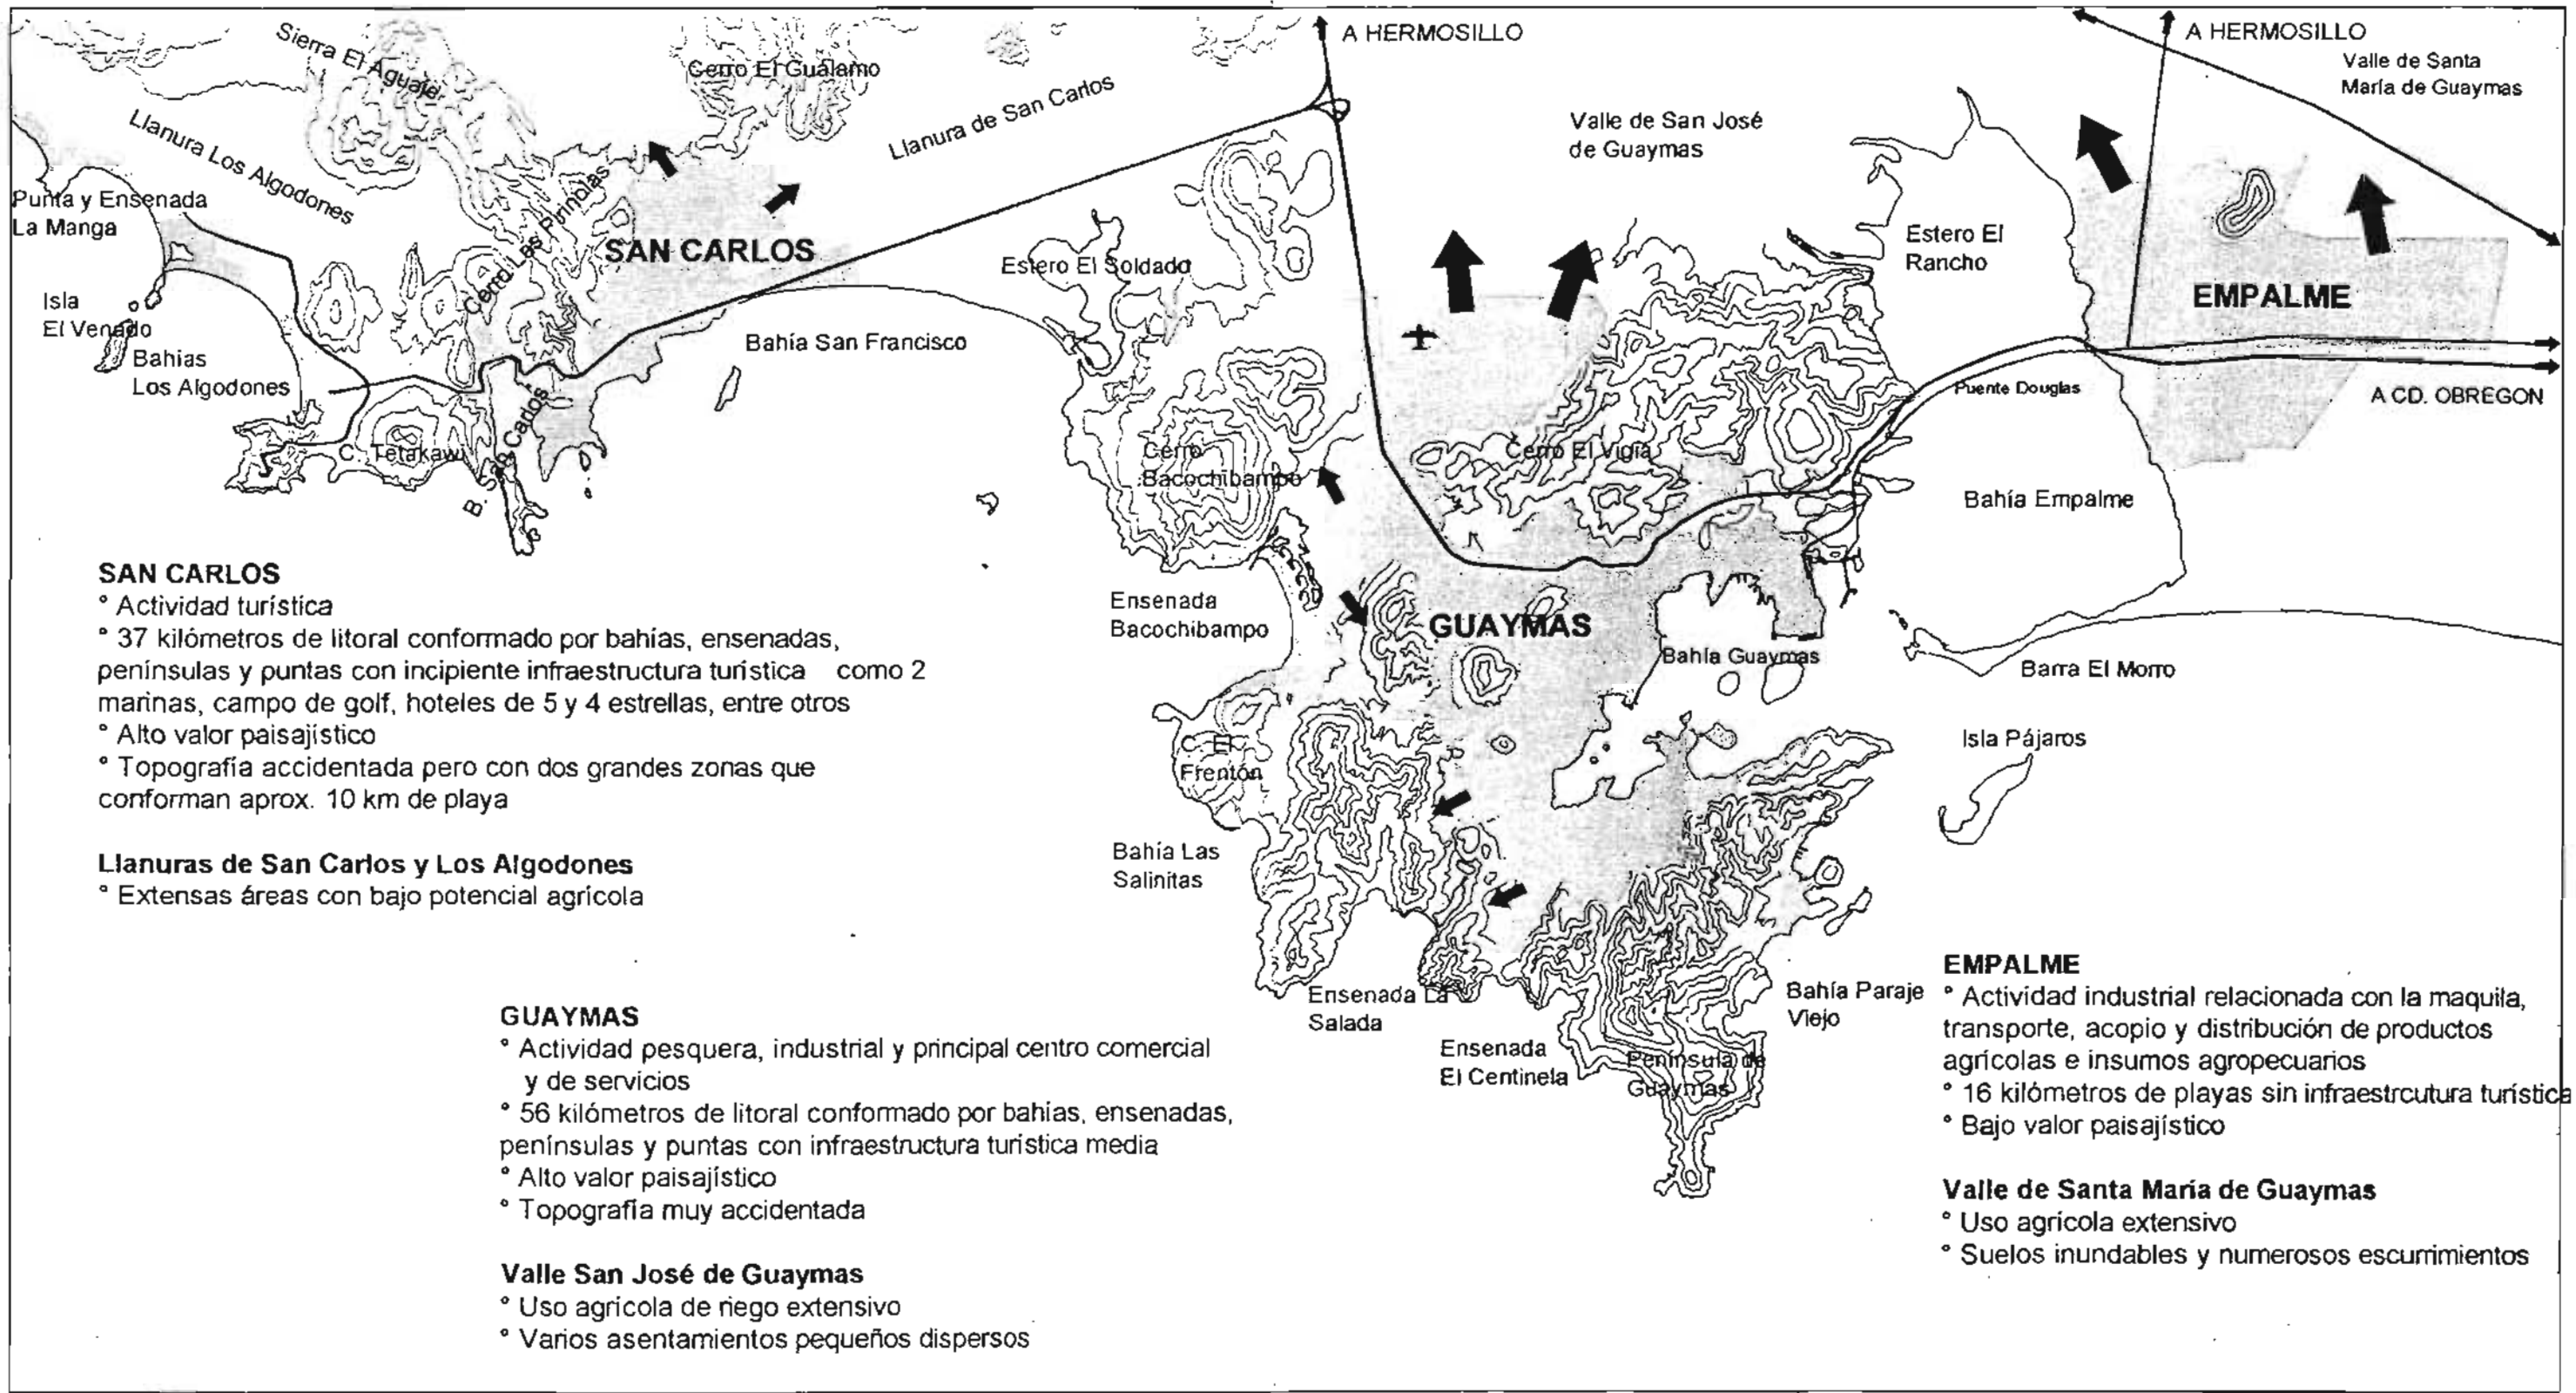 A HERMOSILLO
A HERMOSILLO
Valle de Santa
María de Guaymas
Sierra El Aguaje
Cerro El Guálamo
Llanura de San Carlos
Llanura Los Algodones
Valle de San José
de Guaymas
Punta y Ensenada
La Manga
Cerro Las Pirinolas
SAN CARLOS
Estero El Soldado
Estero El
Rancho
EMPALME
Isla
El Venado
Bahías
Los Algodones
Bahía San Francisco
Puente Douglas
A CD. OBREGON
C. Tetakawi
B. San Carlos
Cerro
Bacochibampo
Cerro El Vigía
Bahía Empalme
Ensenada
Bacochibampo
GUAYMAS
Bahía Guaymas
Barra El Morro
C. El
Frentón
Isla Pájaros
Bahía Las
Salinitas
Ensenada La
Salada
Ensenada
El Centinela
Península de
Guaymas
Bahía Paraje
Viejo
SAN CARLOS
° Actividad turística
° 37 kilómetros de litoral conformado por bahías, ensenadas,
penínsulas y puntas con incipiente infraestructura turística como 2
marinas, campo de golf, hoteles de 5 y 4 estrellas, entre otros
° Alto valor paisajístico
° Topografía accidentada pero con dos grandes zonas que
conforman aprox. 10 km de playa
Llanuras de San Carlos y Los Algodones
° Extensas áreas con bajo potencial agrícola
GUAYMAS
° Actividad pesquera, industrial y principal centro comercial
y de servicios
° 56 kilómetros de litoral conformado por bahías, ensenadas,
penínsulas y puntas con infraestructura turística media
° Alto valor paisajístico
° Topografía muy accidentada
Valle San José de Guaymas
° Uso agrícola de riego extensivo
° Varios asentamientos pequeños dispersos
EMPALME
° Actividad industrial relacionada con la maquila,
transporte, acopio y distribución de productos
agrícolas e insumos agropecuarios
° 16 kilómetros de playas sin infraestrcutura turística
° Bajo valor paisajístico
Valle de Santa María de Guaymas
° Uso agrícola extensivo
° Suelos inundables y numerosos escurrimientos